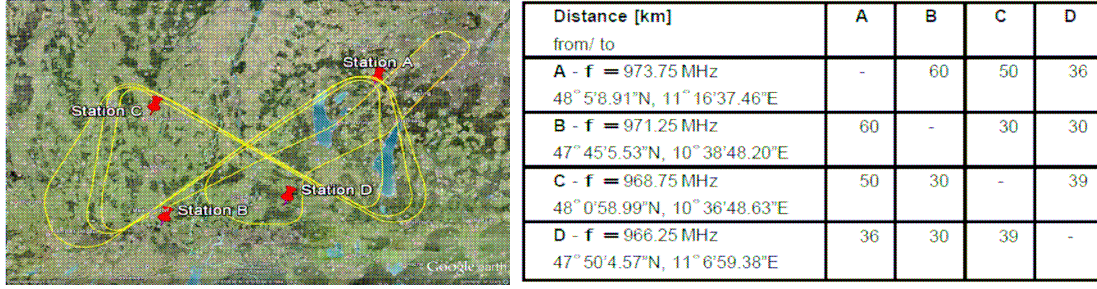 Station A
Station C
Station D
Station B
Google earth
Distance [km] A B C D
from/ to
A - f = 973.75 MHz - 60 50 36
48°5'8.91"N, 11°16'37.46"E
B - f = 971.25 MHz 60 - 30 30
47°45'5.53"N, 10°38'48.20"E
C - f = 968.75 MHz 50 30 - 39
48°0'58.99"N, 10°36'48.63"E
D - f = 966.25 MHz 36 30 39 -
47°50'4.57"N, 11°6'59.38"E